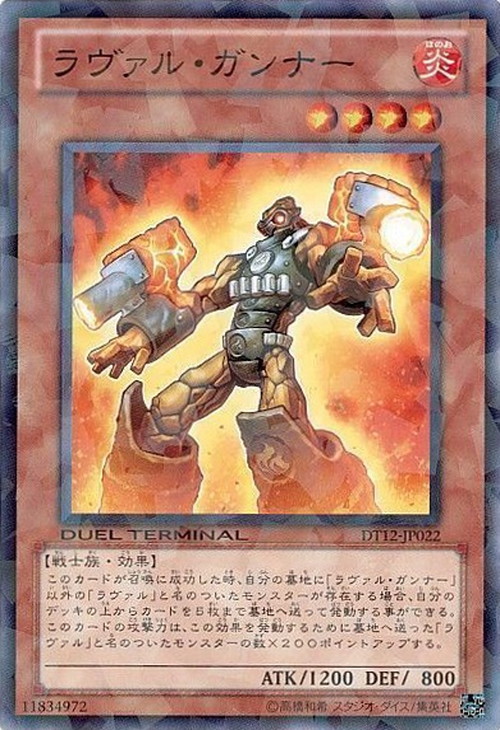 ラヴァル・ガンナー
ほのお
炎
DUEL TERMINAL
DT12-JP022
【戦士族・効果】
このカードが召喚に成功した時、自分の墓地に「ラヴァル・ガンナー」
以外の「ラヴァル」と名のついたモンスターが存在する場合、自分の
デッキの上からカードを5枚まで墓地へ送って発動する事ができる。
このカードの攻撃力は、この効果を発動するために墓地へ送った「ラ
ヴァル」と名のついたモンスターの数×200ポイントアップする。
ATK/1200 DEF/ 800
11834972
©高橋和希 スタジオ・ダイス/集英社